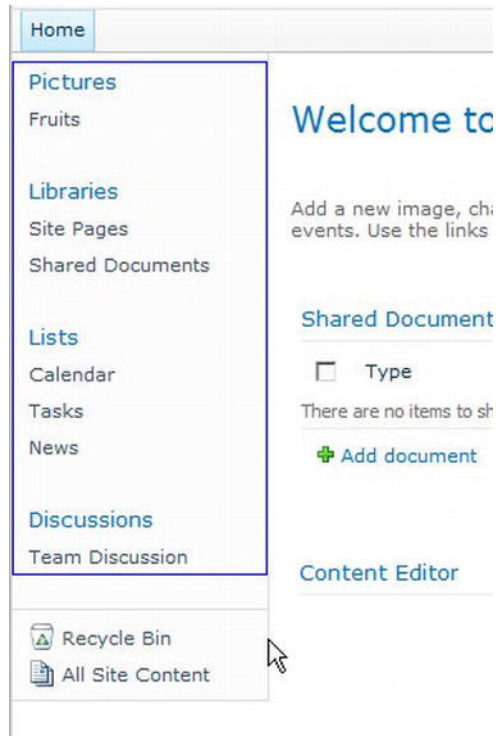 Home
Pictures
Fruits
Libraries
Site Pages
Shared Documents
Lists
Calendar
Tasks
News
Discussions
Team Discussion
Recycle Bin
All Site Content
Welcome to
Add a new image, cha
events. Use the links
Shared Document
Type
There are no items to sh
Add document
Content Editor